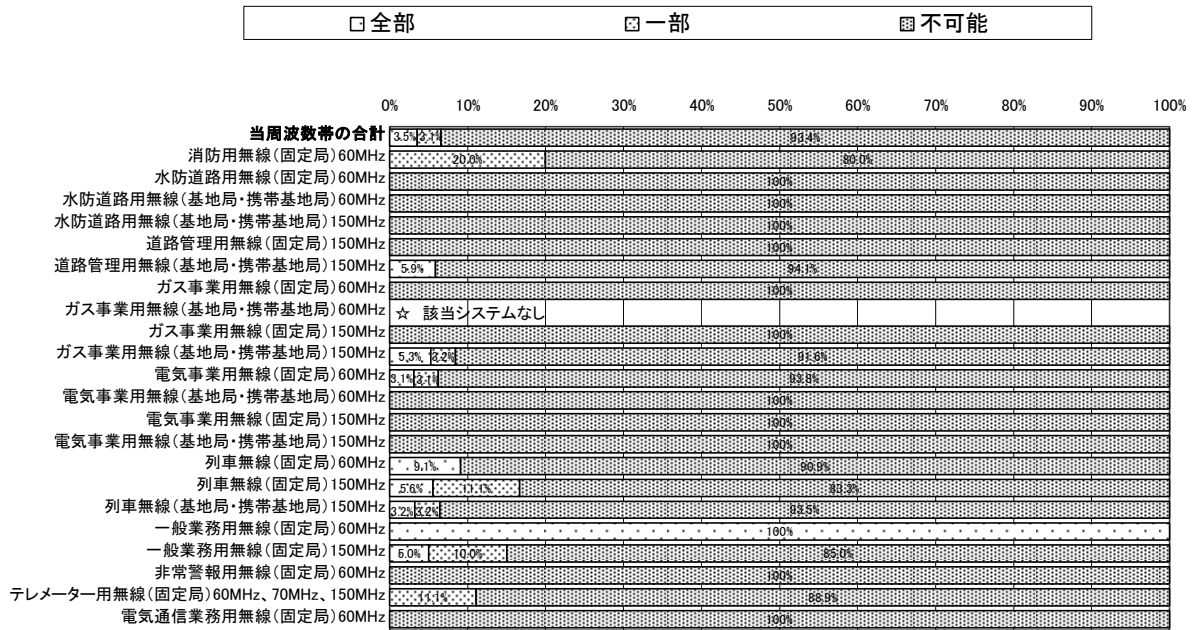 全部 一部 不可能
0% 10% 20% 30% 40% 50% 60% 70% 80% 90% 100%
当周波数帯の合計 3.5% 3.1% 93.4%
消防用無線(固定局)60MHz 20.0% 80.0%
水防道路用無線(固定局)60MHz 100%
水防道路用無線(基地局・携帯基地局)60MHz 100%
水防道路用無線(基地局・携帯基地局)150MHz 100%
道路管理用無線(固定局)150MHz 100%
道路管理用無線(基地局・携帯基地局)150MHz 5.9% 94.1%
ガス事業用無線(固定局)60MHz 100%
ガス事業用無線(基地局・携帯基地局)60MHz ☆ 該当システムなし
ガス事業用無線(固定局)150MHz 100%
ガス事業用無線(基地局・携帯基地局)150MHz 5.3% 3.2% 91.6%
電気事業用無線(固定局)60MHz 3.1% 3.1% 93.8%
電気事業用無線(基地局・携帯基地局)60MHz 100%
電気事業用無線(固定局)150MHz 100%
電気事業用無線(基地局・携帯基地局)150MHz 100%
列車無線(固定局)60MHz 9.1% 90.9%
列車無線(固定局)150MHz 5.6% 11.1% 83.3%
列車無線(基地局・携帯基地局)150MHz 3.2% 3.2% 93.5%
一般業務用無線(固定局)60MHz 100%
一般業務用無線(固定局)150MHz 5.0% 10.0% 85.0%
非常警報用無線(固定局)60MHz 100%
テレメーター用無線(固定局)60MHz、70MHz、150MHz 11.1% 88.9%
電気通信業務用無線(固定局)60MHz 100%